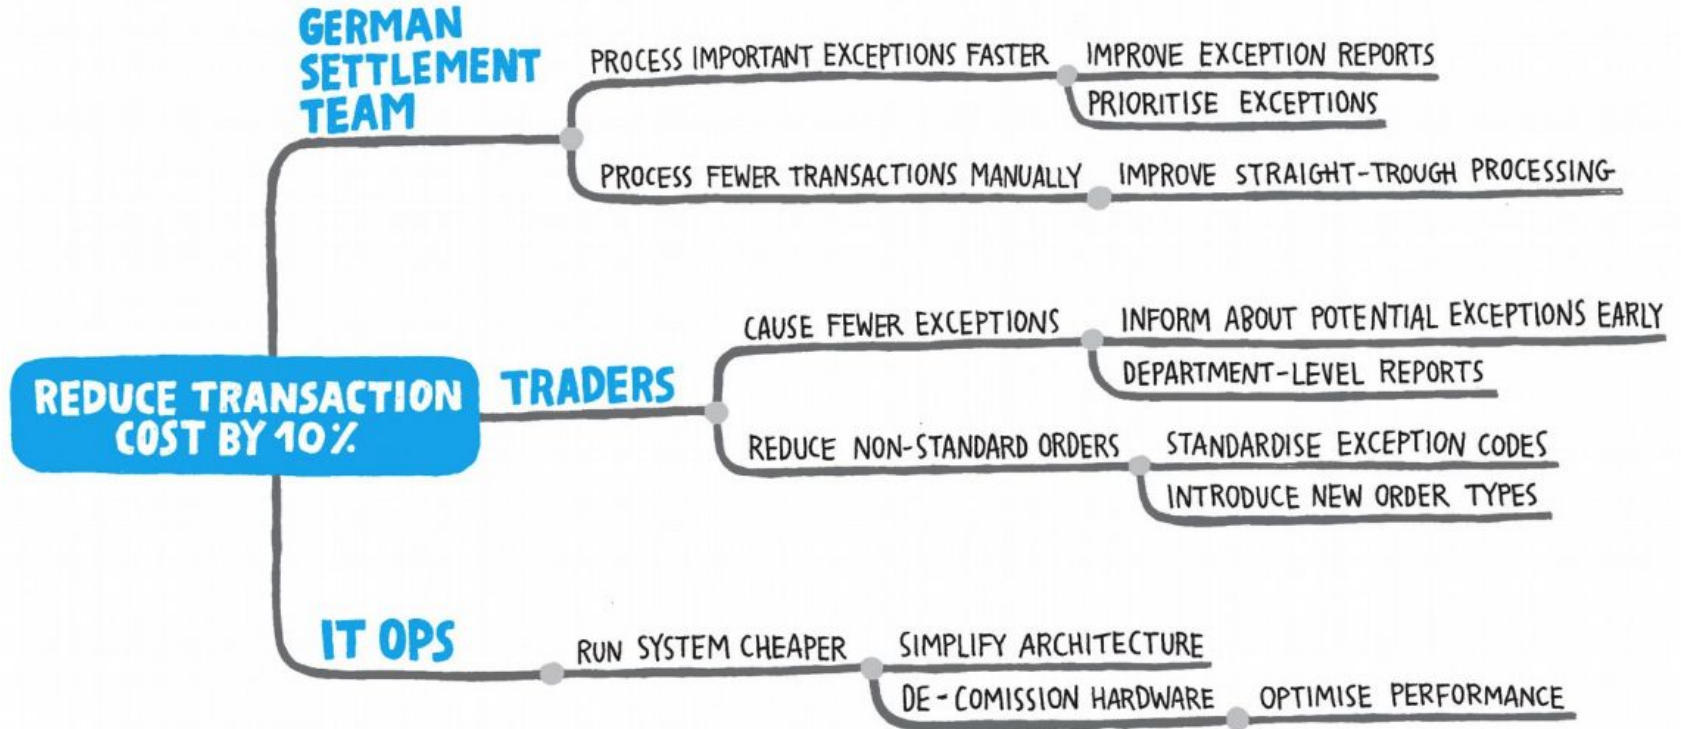 GERMAN
SETTLEMENT
TEAM
PROCESS IMPORTANT EXCEPTIONS FASTER
IMPROVE EXCEPTION REPORTS
PRIORITISE EXCEPTIONS
PROCESS FEWER TRANSACTIONS MANUALLY
IMPROVE STRAIGHT-TROUGH PROCESSING
REDUCE TRANSACTION
COST BY 10%
TRADERS
CAUSE FEWER EXCEPTIONS
INFORM ABOUT POTENTIAL EXCEPTIONS EARLY
DEPARTMENT-LEVEL REPORTS
REDUCE NON-STANDARD ORDERS
STANDARDISE EXCEPTION CODES
INTRODUCE NEW ORDER TYPES
IT OPS
RUN SYSTEM CHEAPER
SIMPLIFY ARCHITECTURE
DE-COMISSION HARDWARE
OPTIMISE PERFORMANCE